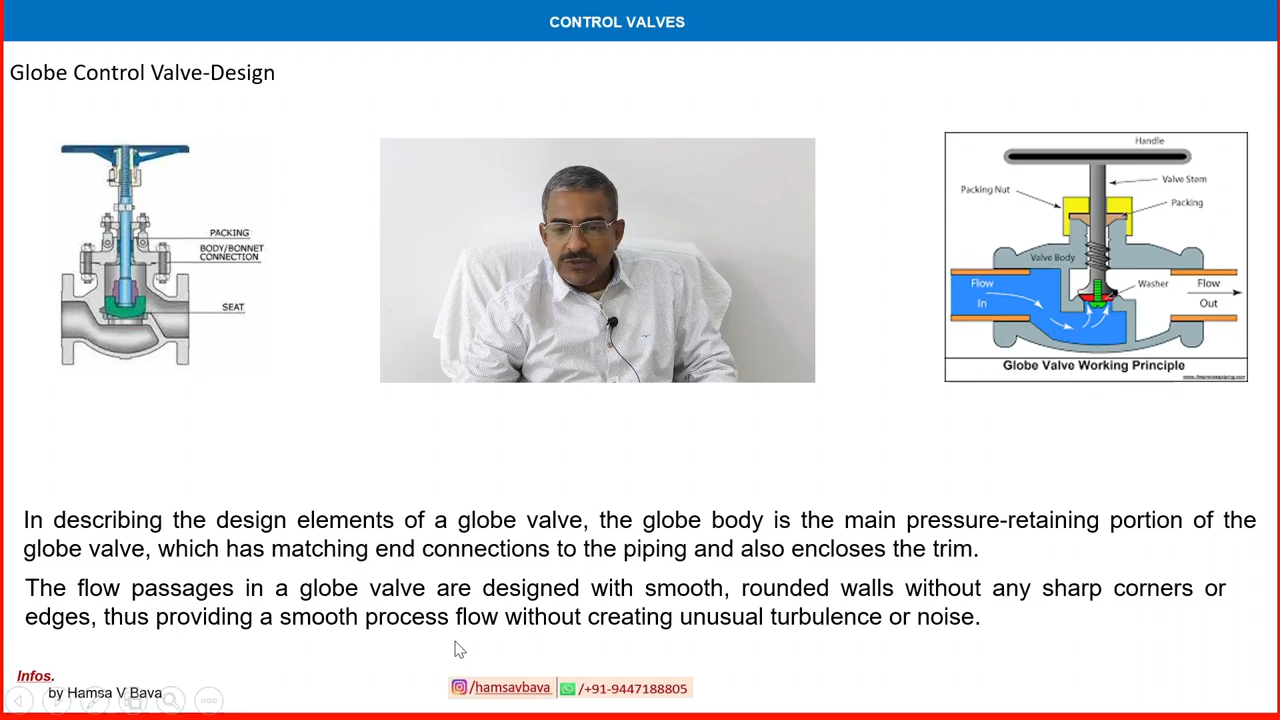 CONTROL VALVES
Globe Control Valve-Design
PACKING
BODY/BONNET
CONNECTION
SEAT
Handle
Valve Stem
Packing Nut
Packing
Valve Body
Washer
Flow
In
Flow
Out
Globe Valve Working Principle
In describing the design elements of a globe valve, the globe body is the main pressure-retaining portion of the
globe valve, which has matching end connections to the piping and also encloses the trim.
The flow passages in a globe valve are designed with smooth, rounded walls without any sharp corners or
edges, thus providing a smooth process flow without creating unusual turbulence or noise.
Infos.
by Hamsa V Bava
/hamsavbava
/+91-9447188805